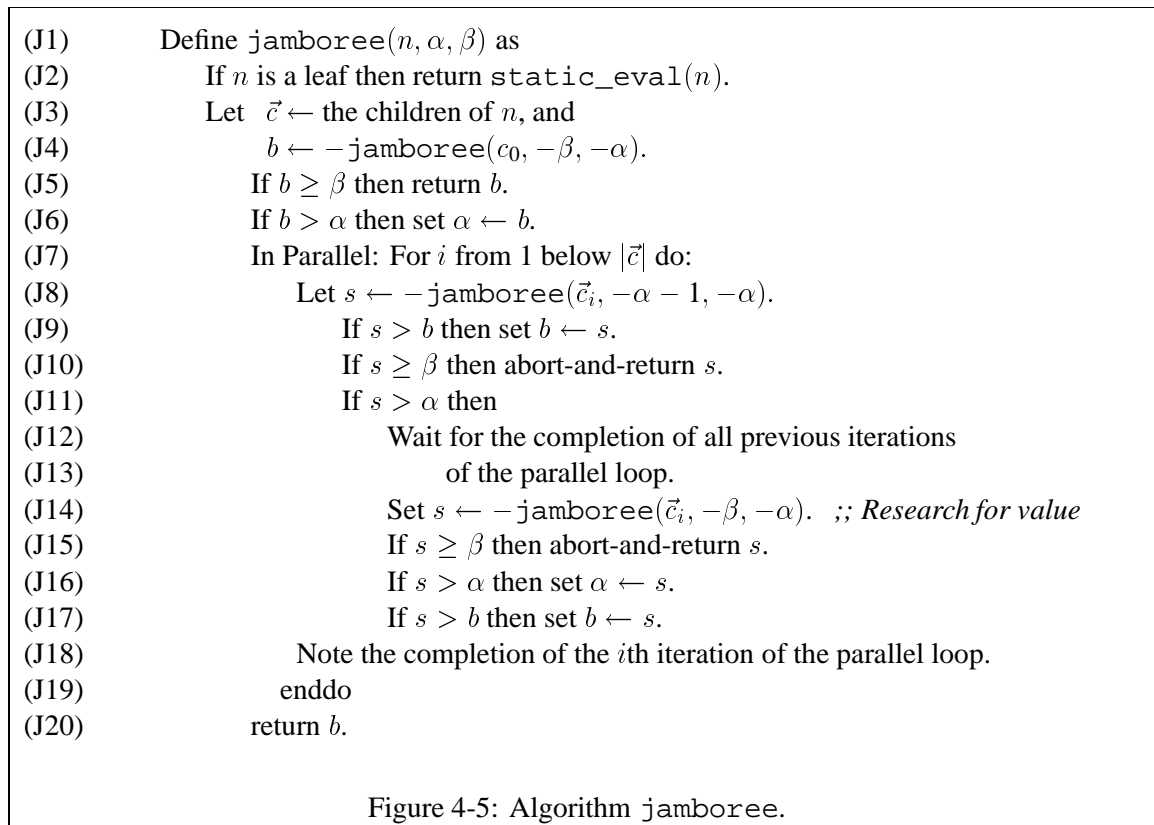 (J1) Define jamboree(n, α, β) as
(J2) If n is a leaf then return static_eval(n).
(J3) Let c⃗ ← the children of n, and
(J4) b ← −jamboree(c₀, −β, −α).
(J5) If b ≥ β then return b.
(J6) If b > α then set α ← b.
(J7) In Parallel: For i from 1 below |c⃗| do:
(J8) Let s ← −jamboree(c⃗ᵢ, −α − 1, −α).
(J9) If s > b then set b ← s.
(J10) If s ≥ β then abort-and-return s.
(J11) If s > α then
(J12) Wait for the completion of all previous iterations
(J13) of the parallel loop.
(J14) Set s ← −jamboree(c⃗ᵢ, −β, −α). ;; Research for value
(J15) If s ≥ β then abort-and-return s.
(J16) If s > α then set α ← s.
(J17) If s > b then set b ← s.
(J18) Note the completion of the ith iteration of the parallel loop.
(J19) enddo
(J20) return b.
Figure 4-5: Algorithm jamboree.